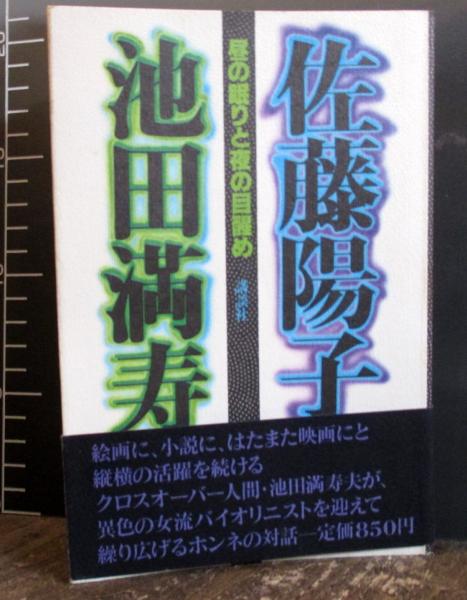 佐藤陽子
昼の眠りと夜の目醒め
講談社
池田満寿
絵画に、小説に、はたまた映画にと
縦横の活躍を続ける
クロスオーバー人間・池田満寿夫が、
異色の女流バイオリニストを迎えて
繰り広げるホンネの対話―定価850円